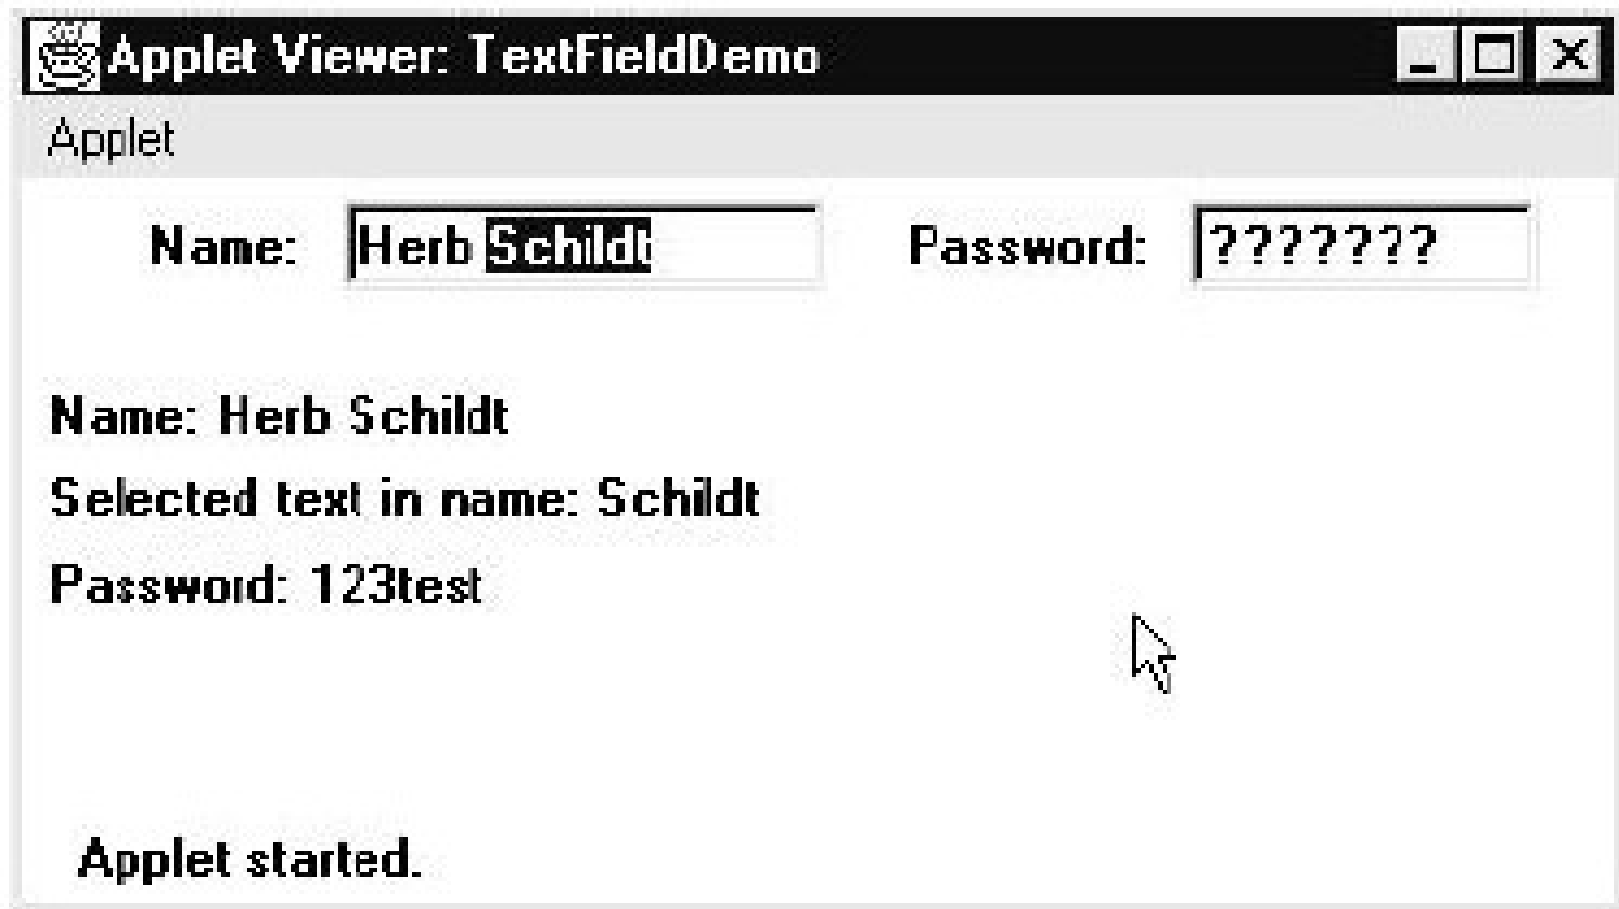 Applet Viewer: TextFieldDemo
Applet
Name: Herb Schildt Password: ???????
Name: Herb Schildt
Selected text in name: Schildt
Password: 123test
Applet started.